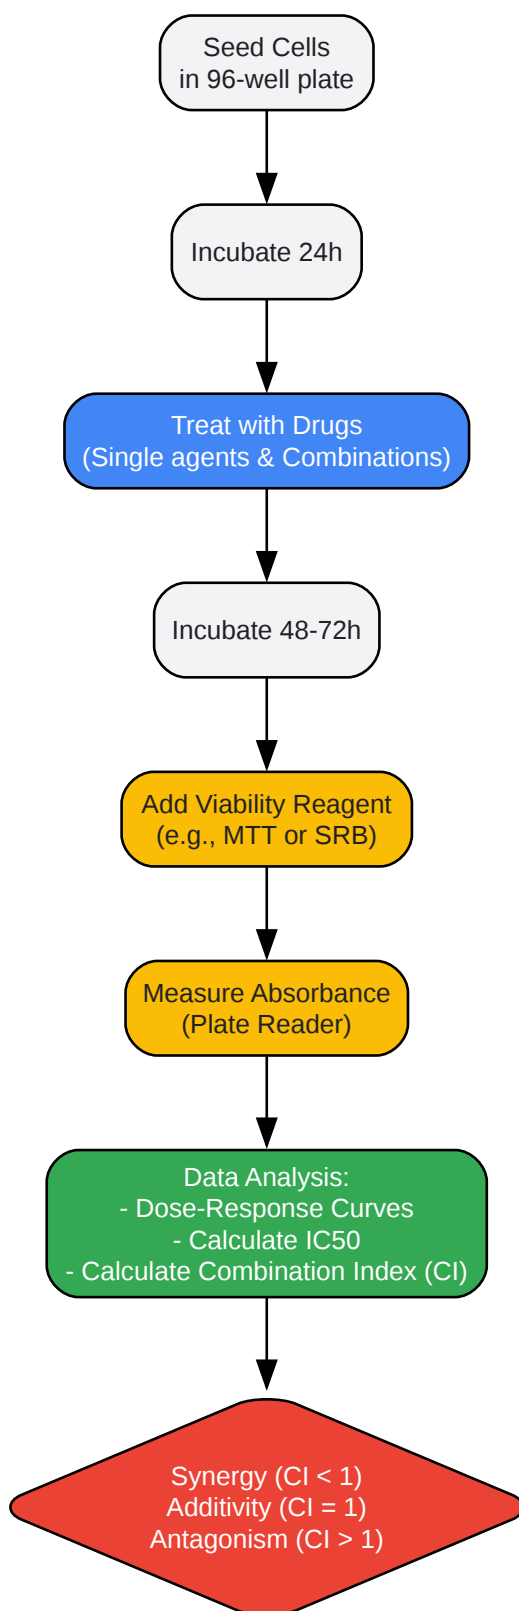 Seed Cells
in 96-well plate
Incubate 24h
Treat with Drugs
(Single agents & Combinations)
Incubate 48-72h
Add Viability Reagent
(e.g., MTT or SRB)
Measure Absorbance
(Plate Reader)
Data Analysis:
- Dose-Response Curves
- Calculate IC50
- Calculate Combination Index (CI)
Synergy (CI < 1)
Additivity (CI = 1)
Antagonism (CI > 1)